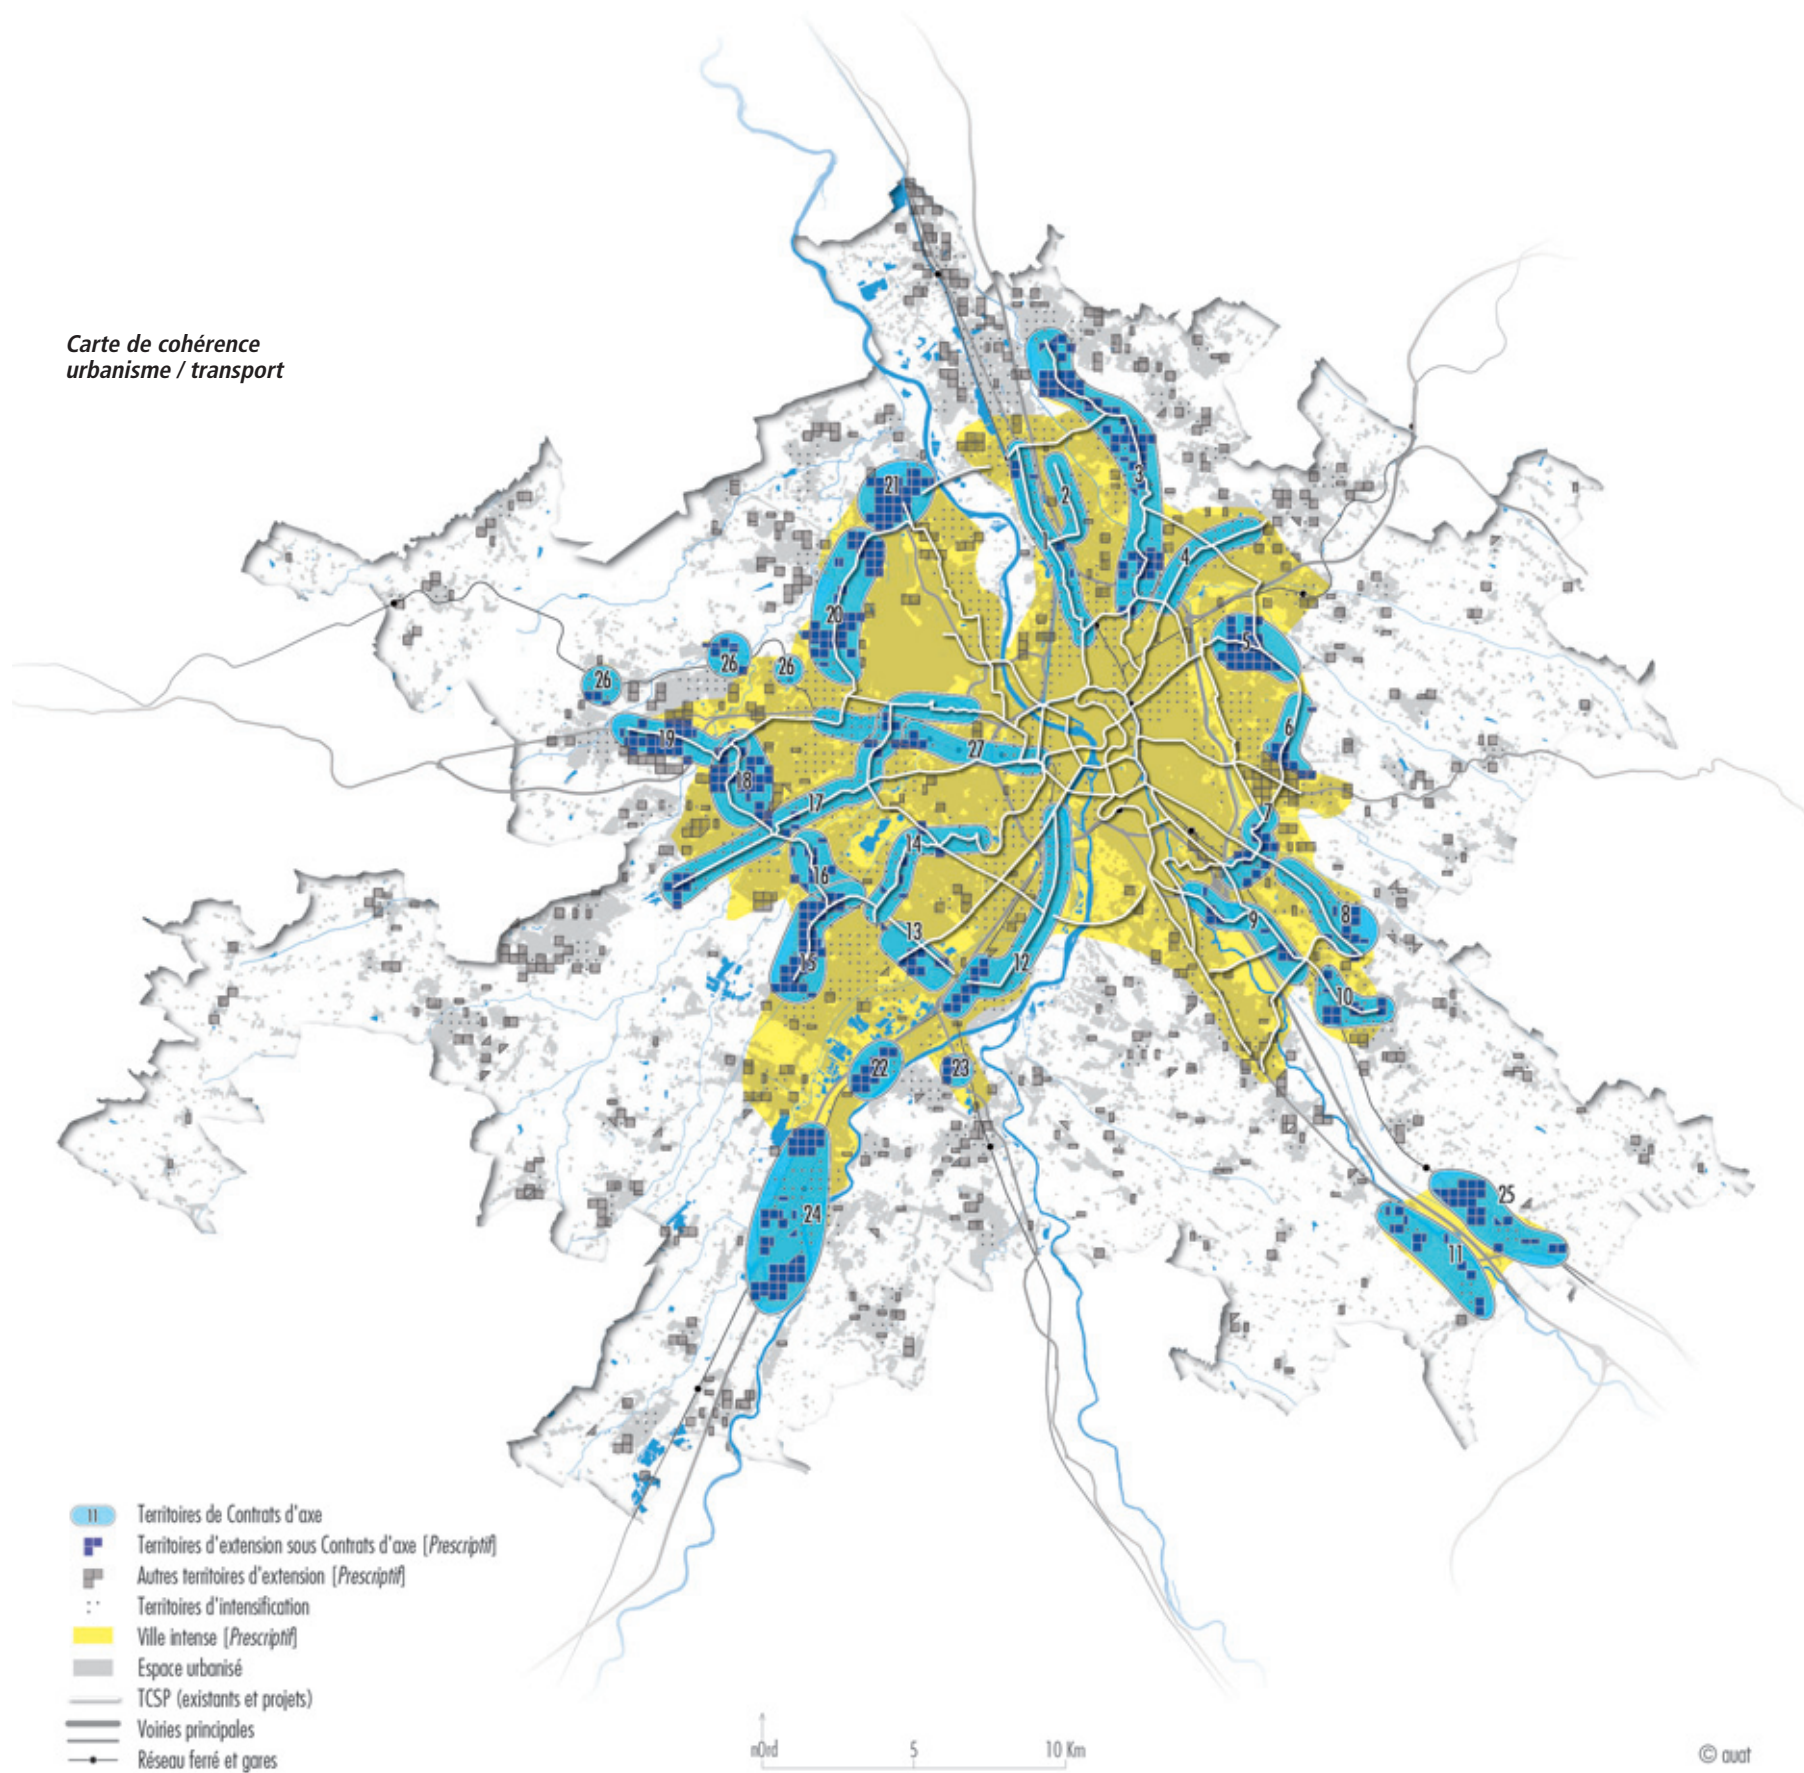 Carte de cohérence
urbanisme / transport
21
3
2
1
4
20
5
26
26
26
6
19
27
18
17
7
14
16
8
9
13
15
12
10
22
23
24
25
11
11 Territoires de Contrats d'axe
Territoires d'extension sous Contrats d'axe [Prescriptif]
Autres territoires d'extension [Prescriptif]
Territoires d'intensification
Ville intense [Prescriptif]
Espace urbanisé
TCSP (existants et projets)
Voiries principales
Réseau ferré et gares
nOrd 5 10 Km
© auat